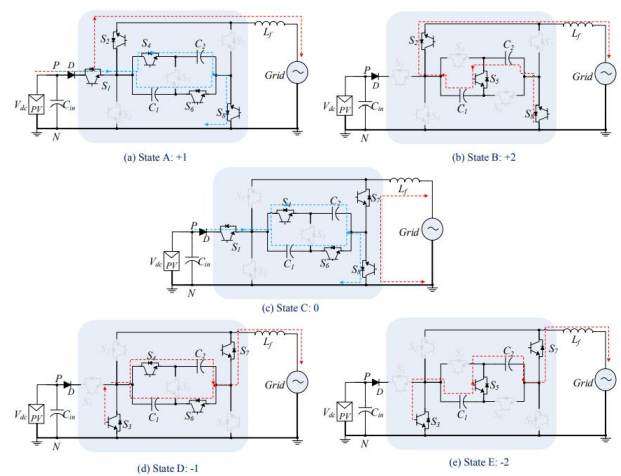 S2
S4
C2
Lf
P
D
S1
C1
S6
S8
Vdc
PV
Cin
N
Grid
(a) State A: +1
S2
C2
Lf
P
D
S5
C1
S8
Vdc
PV
Cin
N
Grid
(b) State B: +2
Lf
S7
S4
C2
P
D
S1
C1
S6
S8
Vdc
PV
Cin
N
Grid
(c) State C: 0
Lf
S7
S4
C2
P
D
C1
S6
S3
Vdc
PV
Cin
N
Grid
(d) State D: -1
Lf
S7
C2
P
D
S5
C1
S3
Vdc
PV
Cin
N
Grid
(e) State E: -2